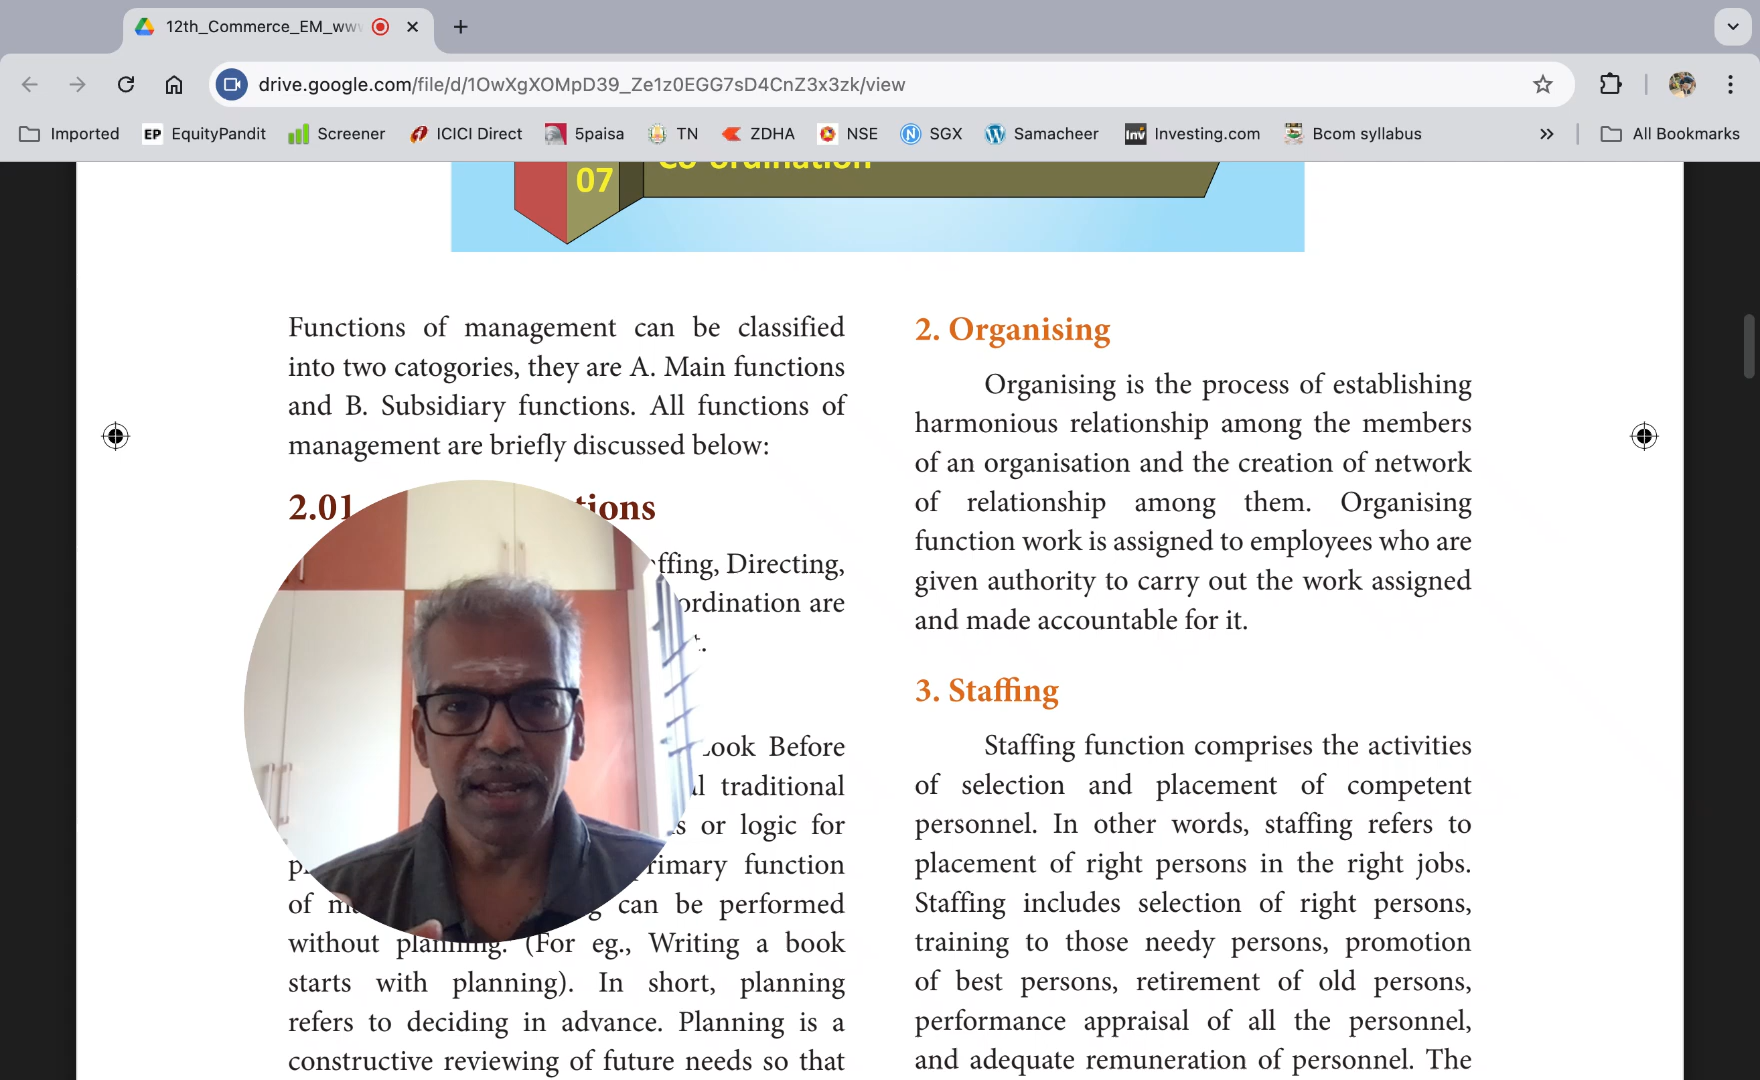 12th_Commerce_EM_www
drive.google.com/file/d/1OwXgXOMpD39_Ze1z0EGG7sD4CnZ3x3zk/view
Imported EP EquityPandit Screener ICICI Direct 5paisa TN ZDHA NSE N SGX Samacheer Inv Investing.com Bcom syllabus All Bookmarks
07 Co-ordination
Functions of management can be classified
into two catogories, they are A. Main functions
and B. Subsidiary functions. All functions of
management are briefly discussed below:
2.01
ffing, Directing,
ordination are
Look Before
traditional
or logic for
rimary function
of can be performed
without planning. (For eg., Writing a book
starts with planning). In short, planning
refers to deciding in advance. Planning is a
constructive reviewing of future needs so that
2. Organising
Organising is the process of establishing
harmonious relationship among the members
of an organisation and the creation of network
of relationship among them. Organising
function work is assigned to employees who are
given authority to carry out the work assigned
and made accountable for it.
3. Staffing
Staffing function comprises the activities
of selection and placement of competent
personnel. In other words, staffing refers to
placement of right persons in the right jobs.
Staffing includes selection of right persons,
training to those needy persons, promotion
of best persons, retirement of old persons,
performance appraisal of all the personnel,
and adequate remuneration of personnel. The